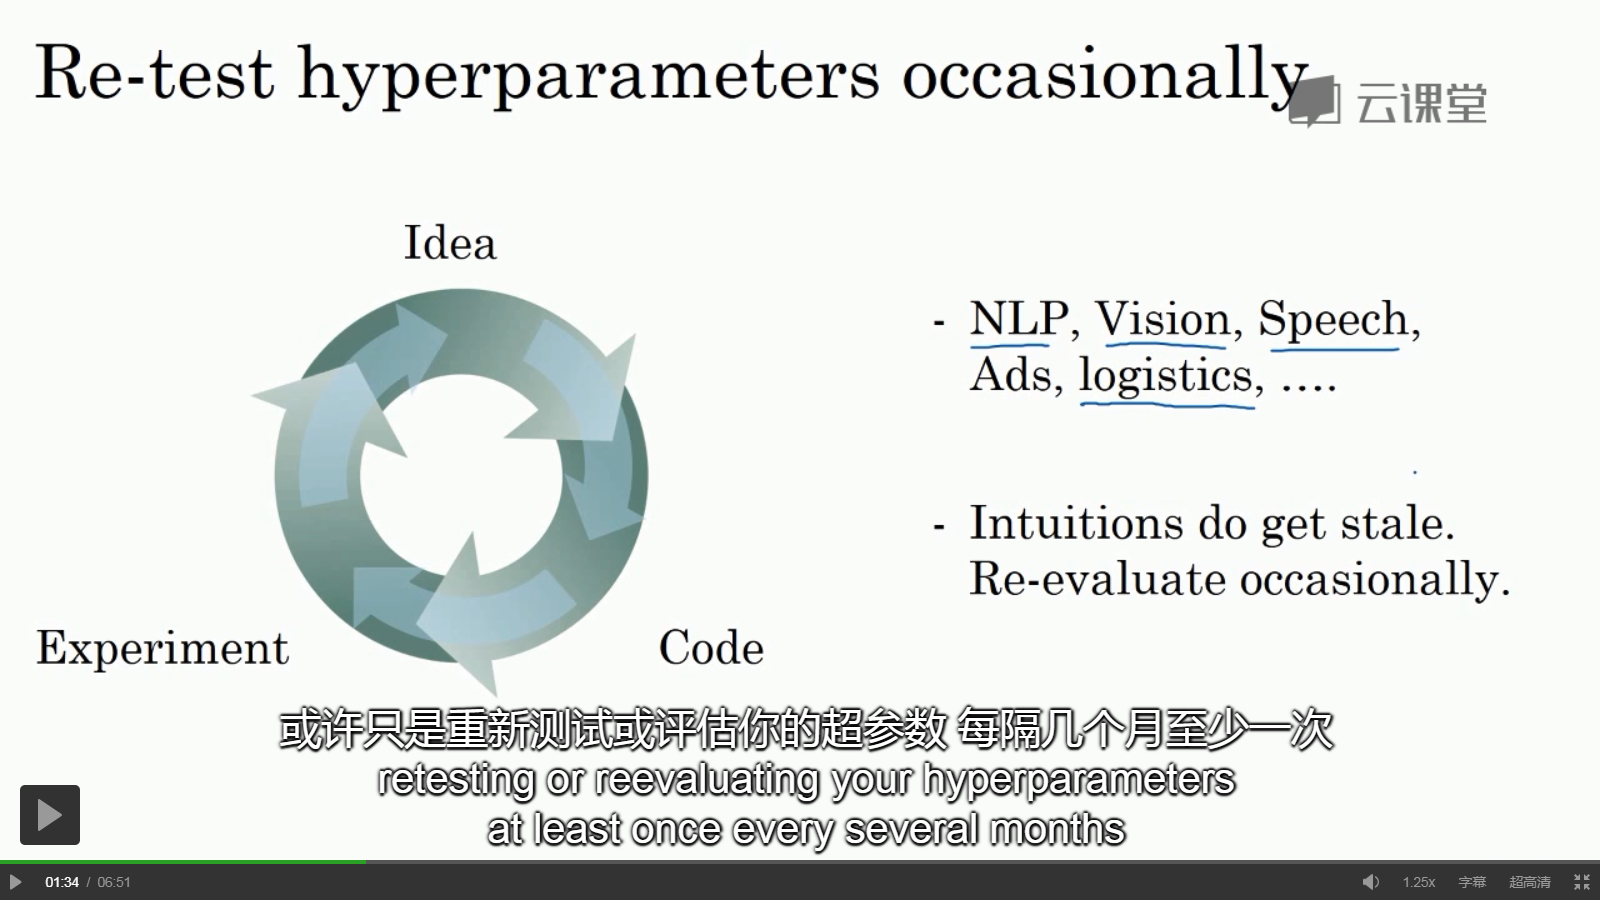 Re-test hyperparameters occasionally
云课堂
Idea
- NLP, Vision, Speech,
Ads, logistics, ....
- Intuitions do get stale.
Re-evaluate occasionally.
Experiment
Code
或许只是重新测试或评估你的超参数 每隔几个月至少一次
retesting or reevaluating your hyperparameters
at least once every several months
01:34 / 06:51
1.25x
字幕
超高清